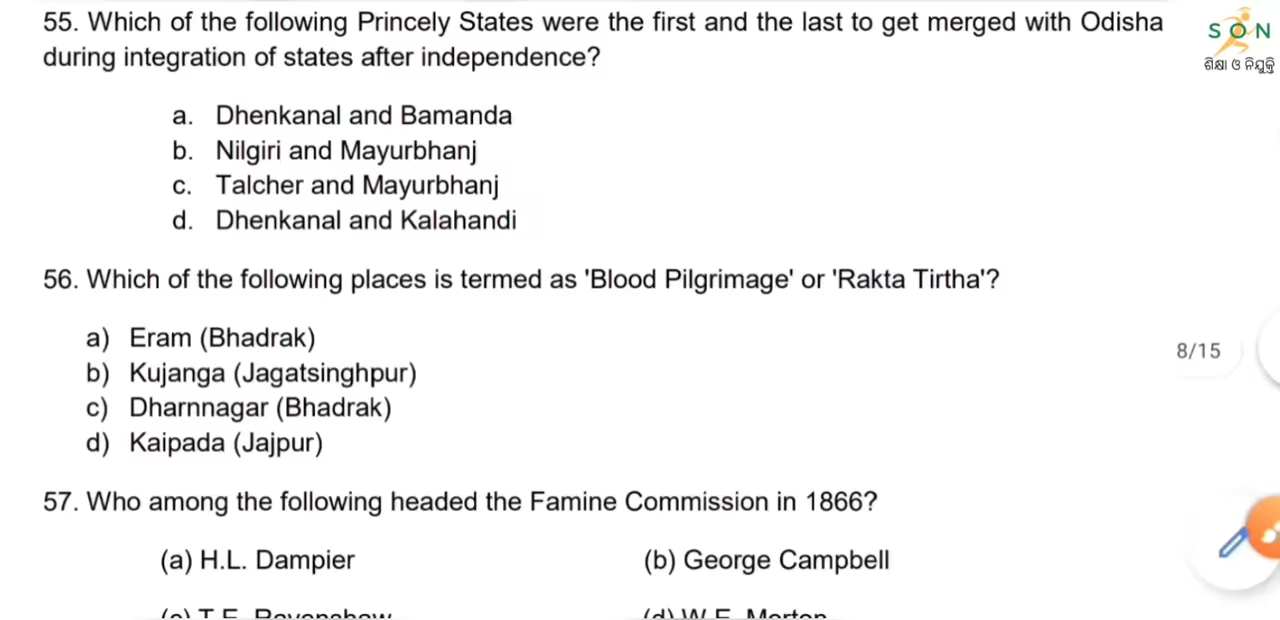 55. Which of the following Princely States were the first and the last to get merged with Odisha
during integration of states after independence?
SON
ଶିକ୍ଷା ଓ ନିଯୁକ୍ତି
a. Dhenkanal and Bamanda
b. Nilgiri and Mayurbhanj
c. Talcher and Mayurbhanj
d. Dhenkanal and Kalahandi
56. Which of the following places is termed as 'Blood Pilgrimage' or 'Rakta Tirtha'?
a) Eram (Bhadrak)
b) Kujanga (Jagatsinghpur)
c) Dharnnagar (Bhadrak)
d) Kaipada (Jajpur)
8/15
57. Who among the following headed the Famine Commission in 1866?
(a) H.L. Dampier (b) George Campbell